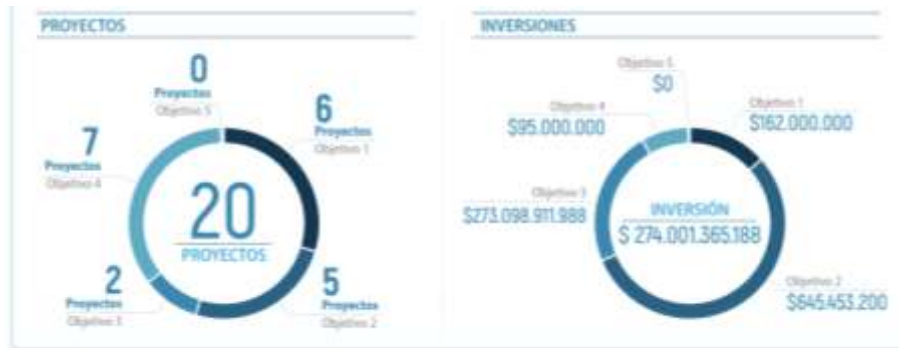 PROYECTOS
0
Proyectos
Objetivo 5
6
Proyectos
Objetivo 1
7
Proyectos
Objetivo 4
20
PROYECTOS
2
Proyectos
Objetivo 3
5
Proyectos
Objetivo 2
INVERSIONES
Objetivo 5
$0
Objetivo 4
$95.000.000
Objetivo 1
$162.000.000
Objetivo 3
$273.098.911.988
INVERSIÓN
$ 274.001.365.188
Objetivo 2
$645.453.200